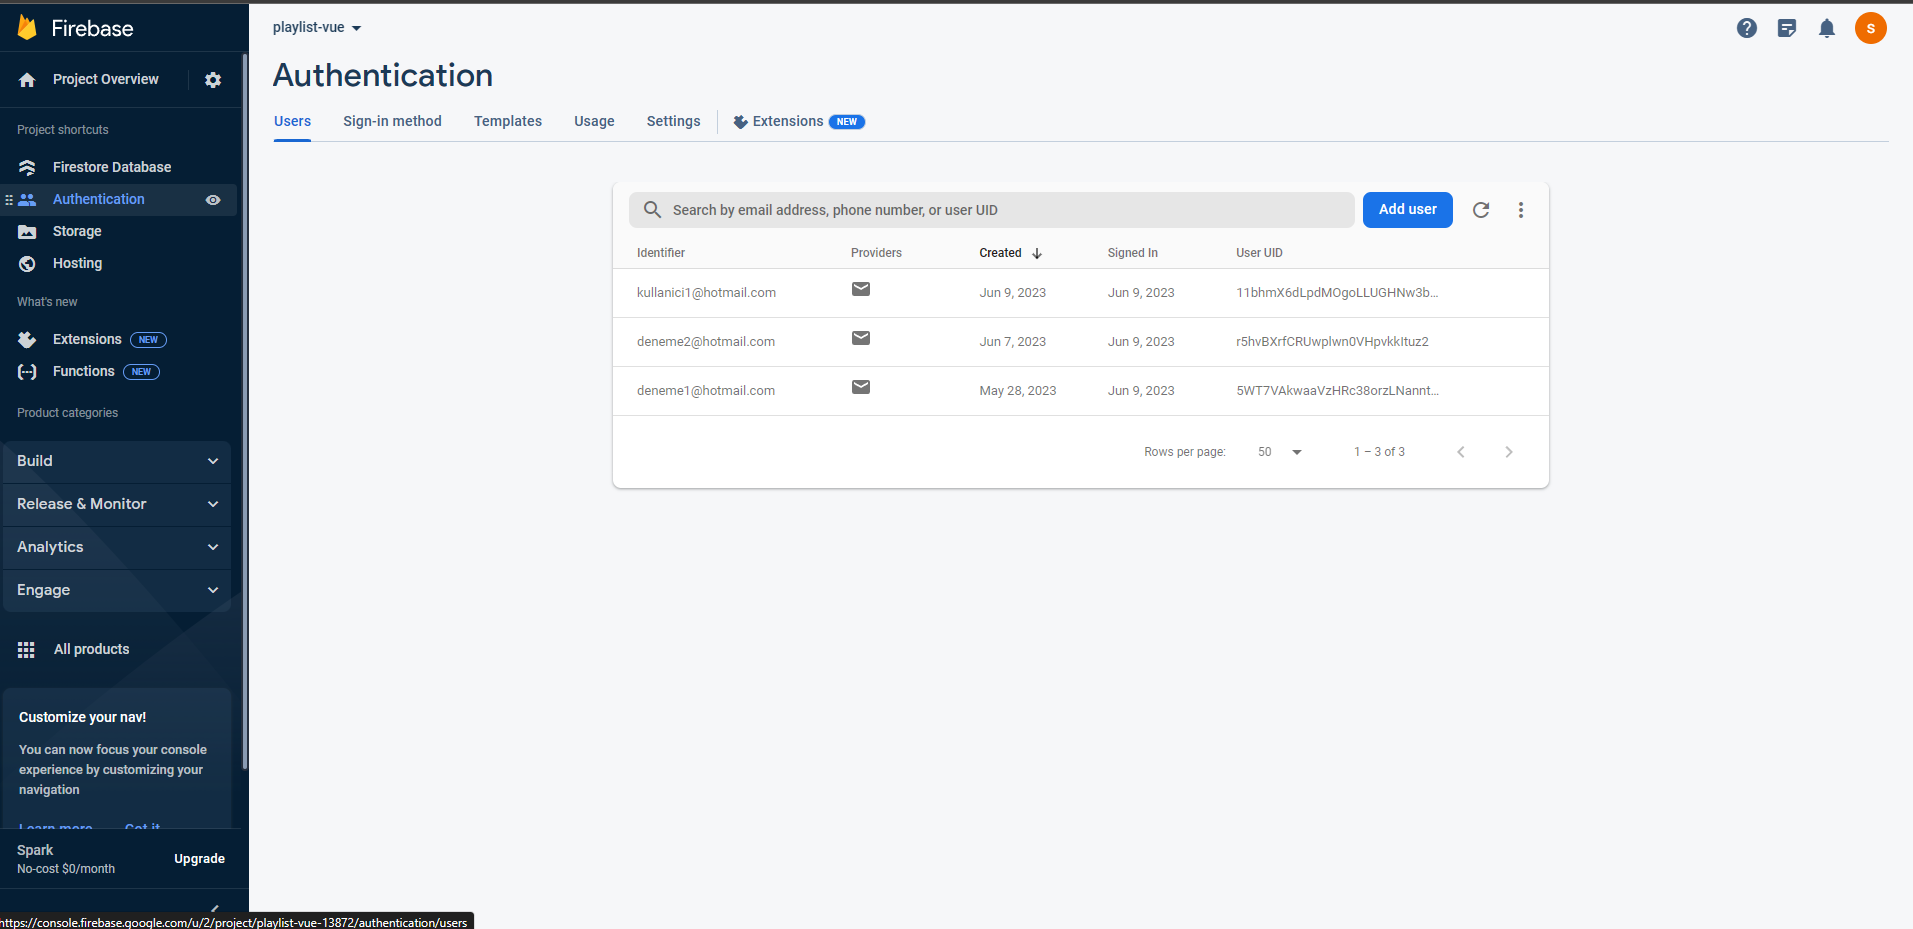 Firebase
Project Overview
Project shortcuts
Firestore Database
Authentication
Storage
Hosting
What's new
Extensions NEW
Functions NEW
Product categories
Build
Release & Monitor
Analytics
Engage
All products
Customize your nav!
You can now focus your console
experience by customizing your
navigation
Learn more Got it
Spark
No-cost $0/month
Upgrade
https://console.firebase.google.com/u/2/project/playlist-vue-13872/authentication/users
playlist-vue
S
Authentication
Users Sign-in method Templates Usage Settings Extensions NEW
Search by email address, phone number, or user UID
Add user
Identifier Providers Created Signed In User UID
kullanici1@hotmail.com Jun 9, 2023 Jun 9, 2023 11bhmX6dLpdMOgoLLUGHNw3b...
deneme2@hotmail.com Jun 7, 2023 Jun 9, 2023 r5hvBXrfCRUwplwn0VHpvkkItuz2
deneme1@hotmail.com May 28, 2023 Jun 9, 2023 5WT7VAkwaaVzHRc38orzLNannt...
Rows per page: 50 1 – 3 of 3